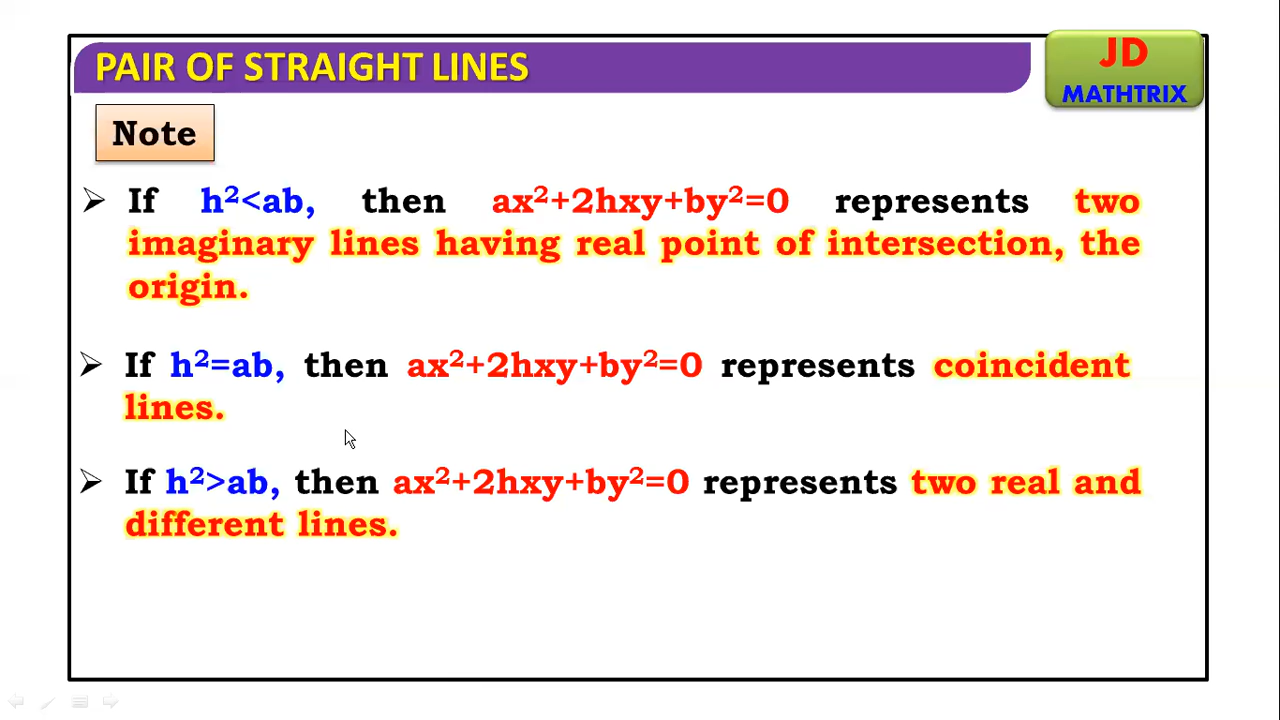 PAIR OF STRAIGHT LINES
JD
MATHTRIX
Note
➢ If h²<ab, then ax²+2hxy+by²=0 represents two
imaginary lines having real point of intersection, the
origin.
➢ If h²=ab, then ax²+2hxy+by²=0 represents coincident
lines.
➢ If h²>ab, then ax²+2hxy+by²=0 represents two real and
different lines.